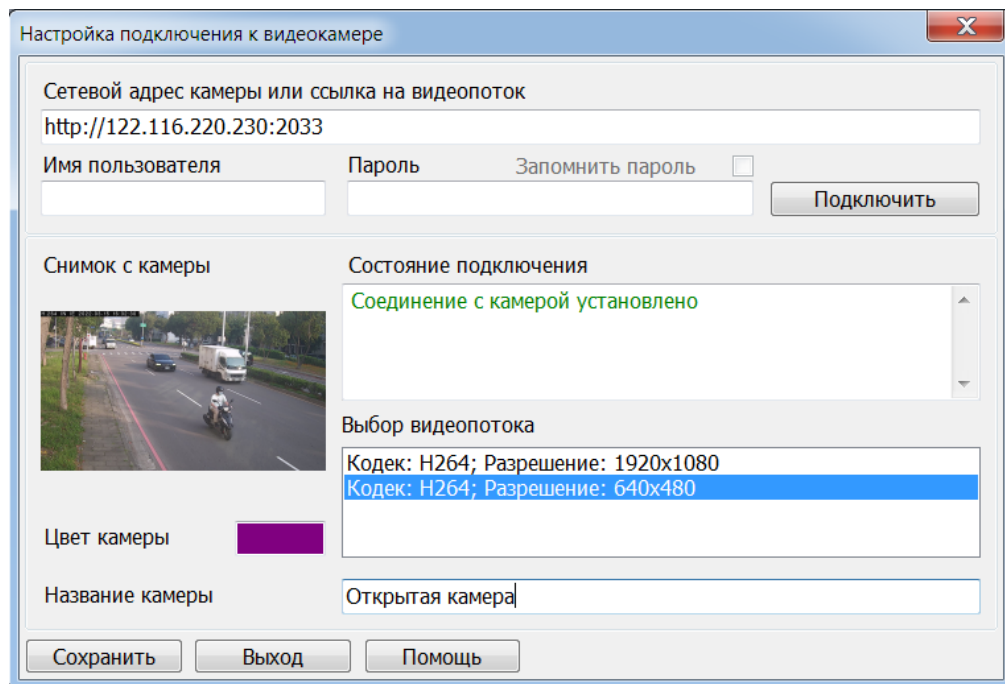 Настройка подключения к видеокамере
Сетевой адрес камеры или ссылка на видеопоток
http://122.116.220.230:2033
Имя пользователя
Пароль
Запомнить пароль
Подключить
Снимок с камеры
Состояние подключения
Соединение с камерой установлено
Выбор видеопотока
Кодек: H264; Разрешение: 1920x1080
Кодек: H264; Разрешение: 640x480
Цвет камеры
Название камеры
Открытая камера
Сохранить
Выход
Помощь